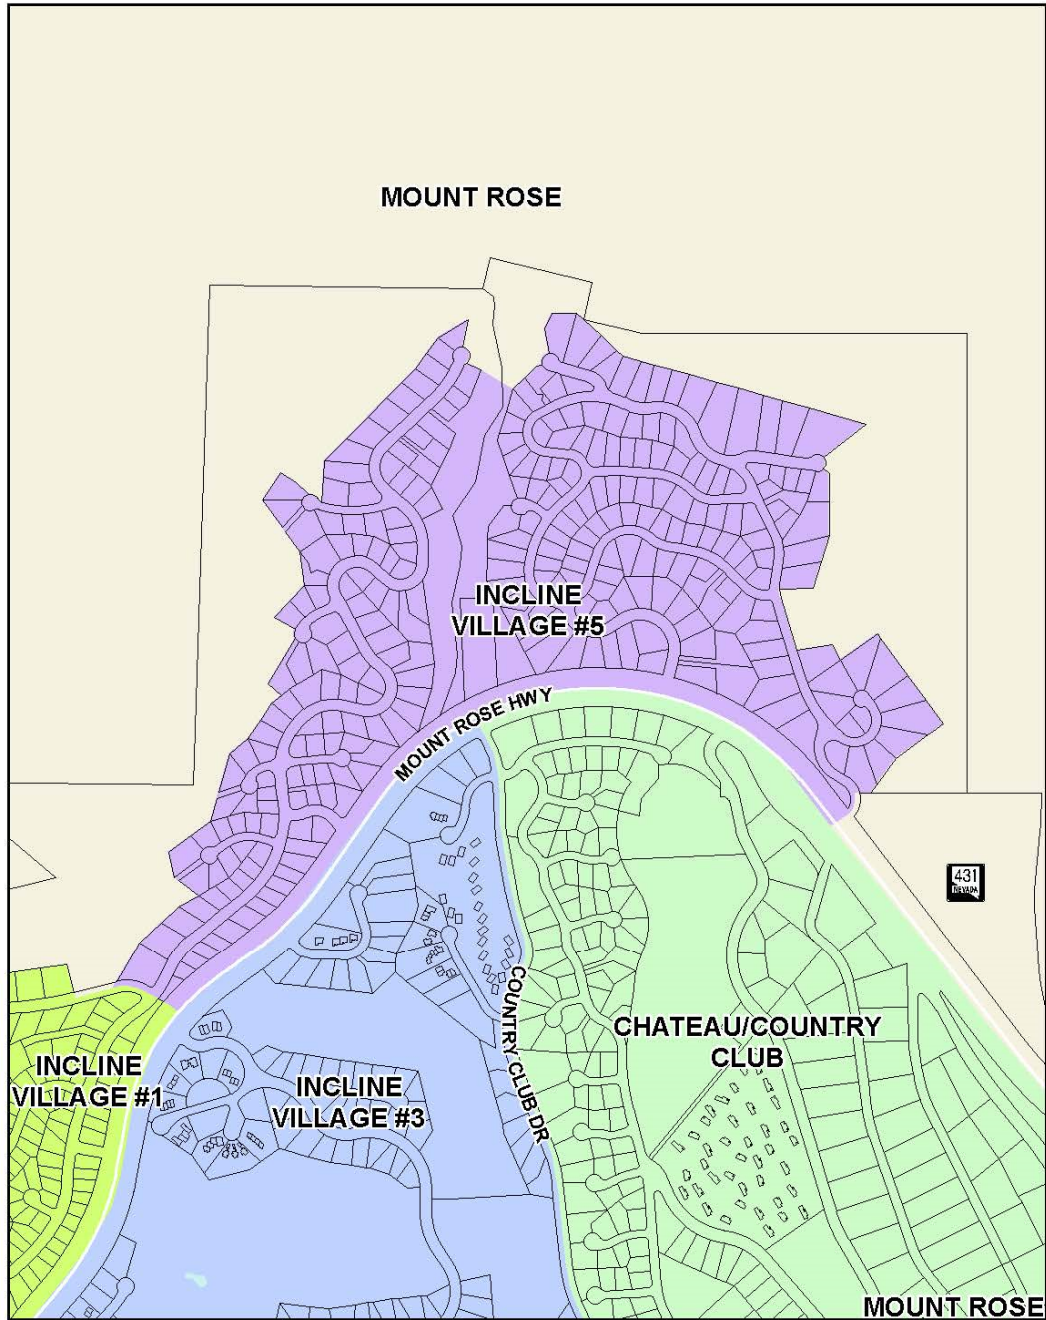 MOUNT ROSE
INCLINE
VILLAGE #5
MOUNT ROSE HWY
431
NEVADA
COUNTRY CLUB DR
CHATEAU/COUNTRY
CLUB
INCLINE
VILLAGE #1
INCLINE
VILLAGE #3
MOUNT ROSE